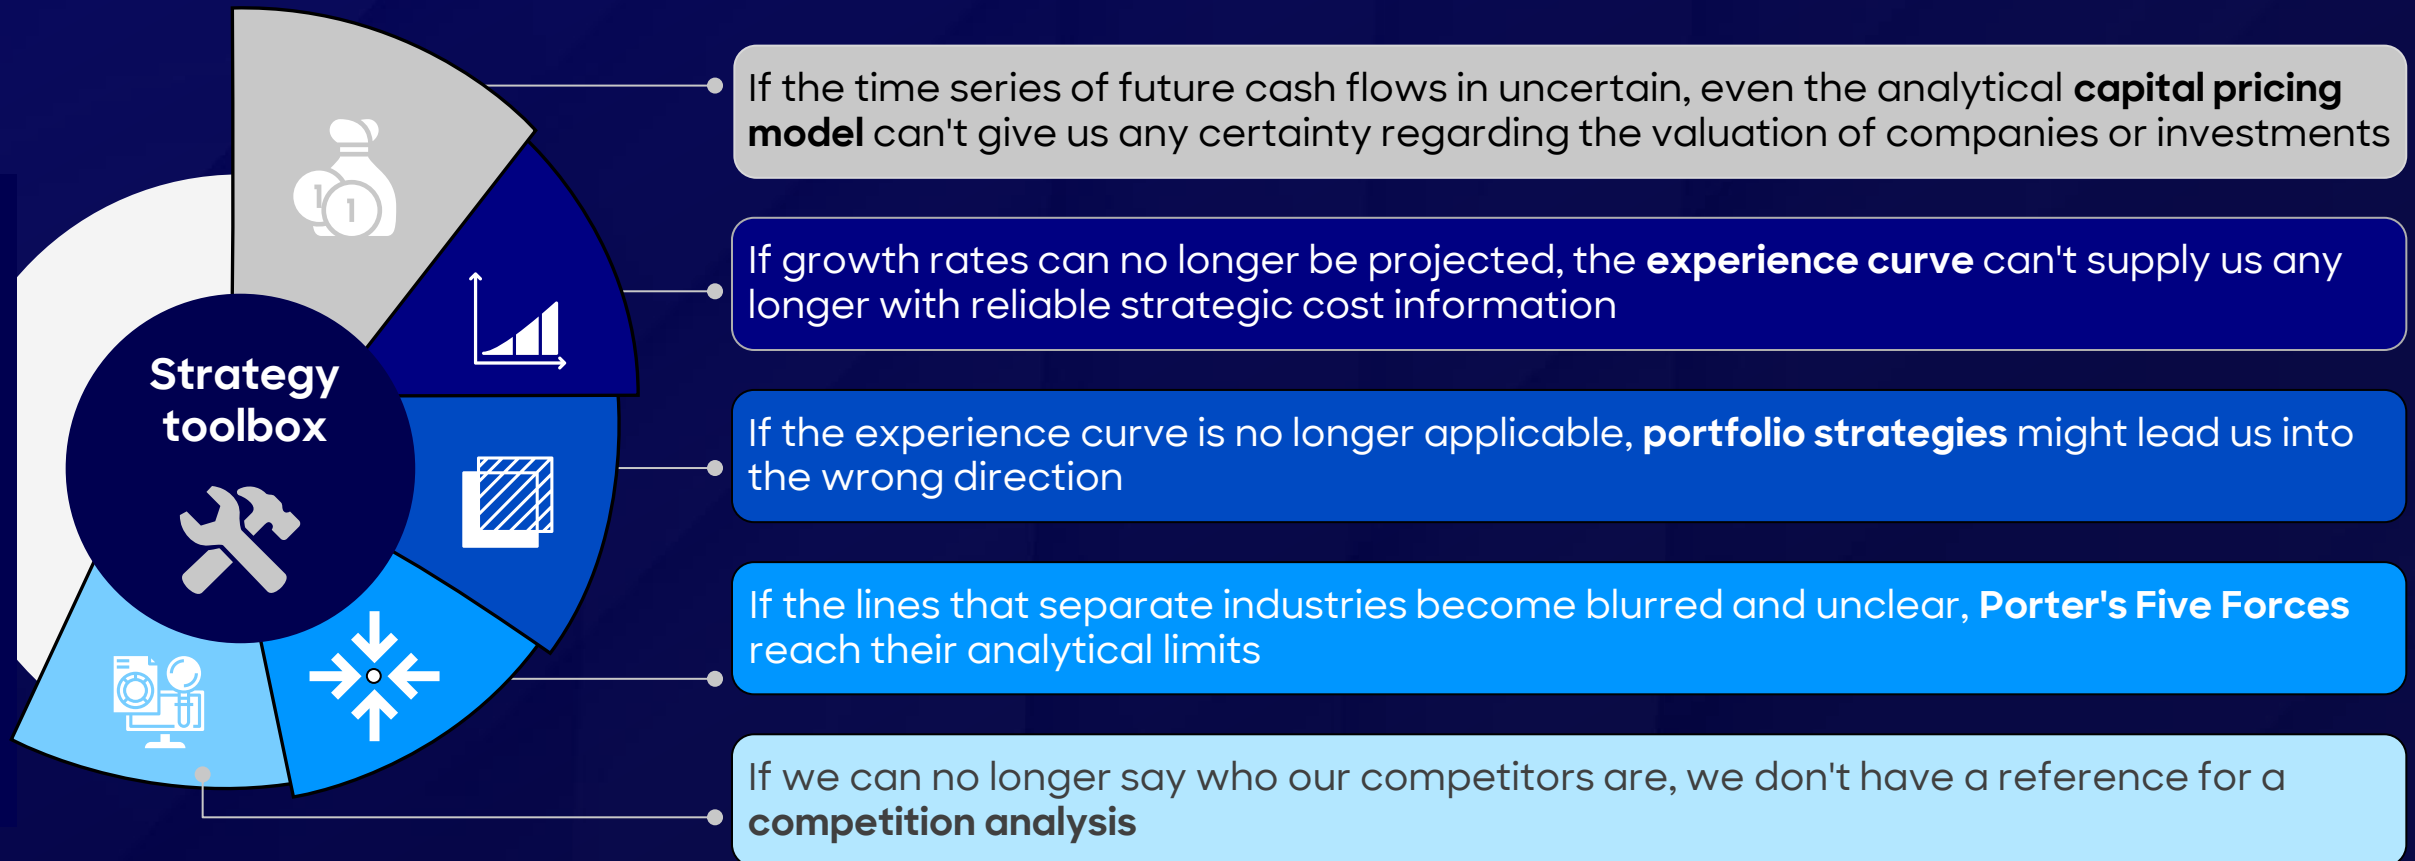 Strategy
toolbox
If the time series of future cash flows in uncertain, even the analytical capital pricing
model can't give us any certainty regarding the valuation of companies or investments
If growth rates can no longer be projected, the experience curve can't supply us any
longer with reliable strategic cost information
If the experience curve is no longer applicable, portfolio strategies might lead us into
the wrong direction
If the lines that separate industries become blurred and unclear, Porter's Five Forces
reach their analytical limits
If we can no longer say who our competitors are, we don't have a reference for a
competition analysis
1
1